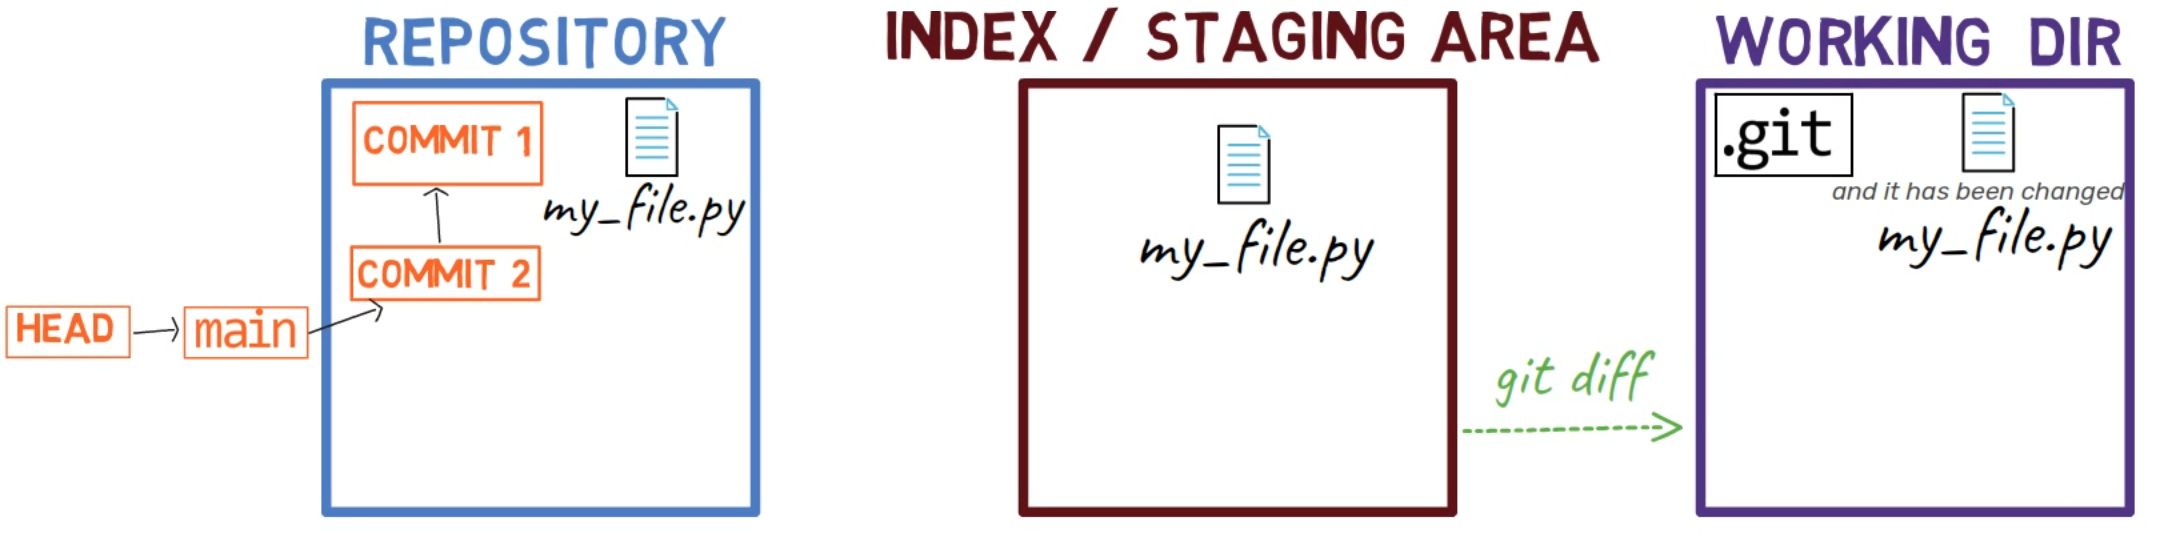 REPOSITORY
COMMIT 1
my_file.py
COMMIT 2
HEAD
main
INDEX / STAGING AREA
my_file.py
git diff
WORKING DIR
.git
and it has been changed
my_file.py